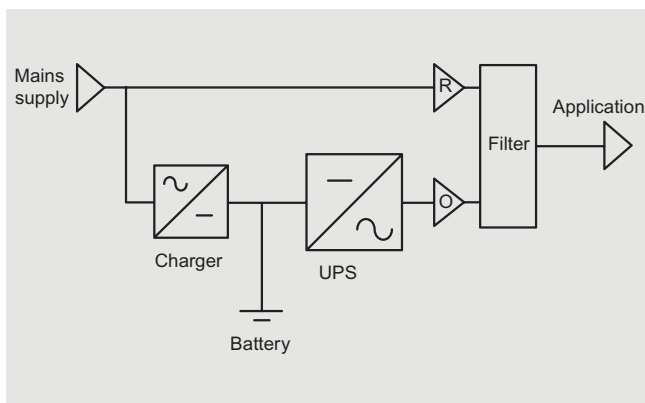 Mains
supply
R
Application
Filter
O
Charger
UPS
Battery